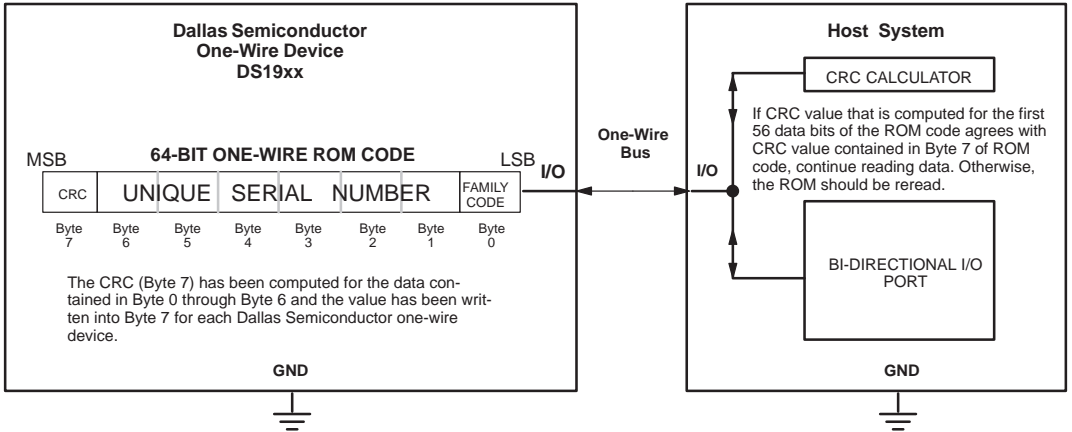 Dallas Semiconductor
One-Wire Device
DS19xx
MSB
64-BIT ONE-WIRE ROM CODE
LSB
I/O
CRC
UNIQUE SERIAL NUMBER
FAMILY
CODE
Byte
7
Byte
6
Byte
5
Byte
4
Byte
3
Byte
2
Byte
1
Byte
0
The CRC (Byte 7) has been computed for the data con-
tained in Byte 0 through Byte 6 and the value has been writ-
ten into Byte 7 for each Dallas Semiconductor one-wire
device.
GND
One-Wire
Bus
Host System
CRC CALCULATOR
If CRC value that is computed for the first
56 data bits of the ROM code agrees with
CRC value contained in Byte 7 of ROM
code, continue reading data. Otherwise,
the ROM should be reread.
I/O
BI-DIRECTIONAL I/O
PORT
GND